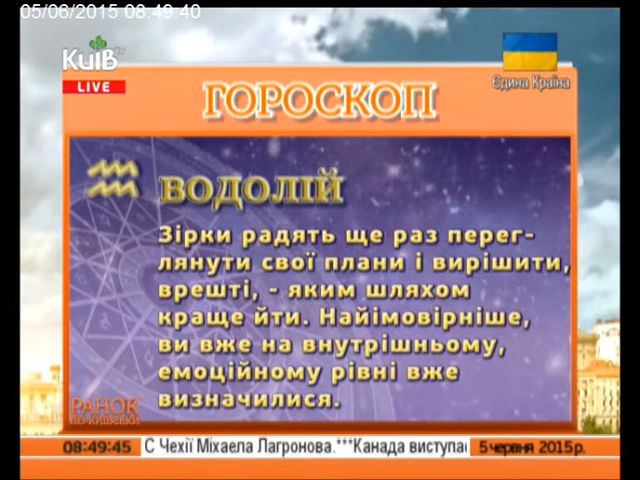 05/06/2015 08:49:40
КиїВ TV
LIVE
Єдина Країна
ГОРОСКОП
ВОДОЛІЙ
Зірки радять ще раз перег-
лянути свої плани і вирішити,
врешті, - яким шляхом
краще йти. Найімовірніше,
ви вже на внутрішньому,
емоційному рівні вже
визначилися.
РАНОК
ПО-КИЇВСЬКИ
08:49:45 С Чехії Міхаела Лагронова.***Канада виступає 5 червня 2015р.